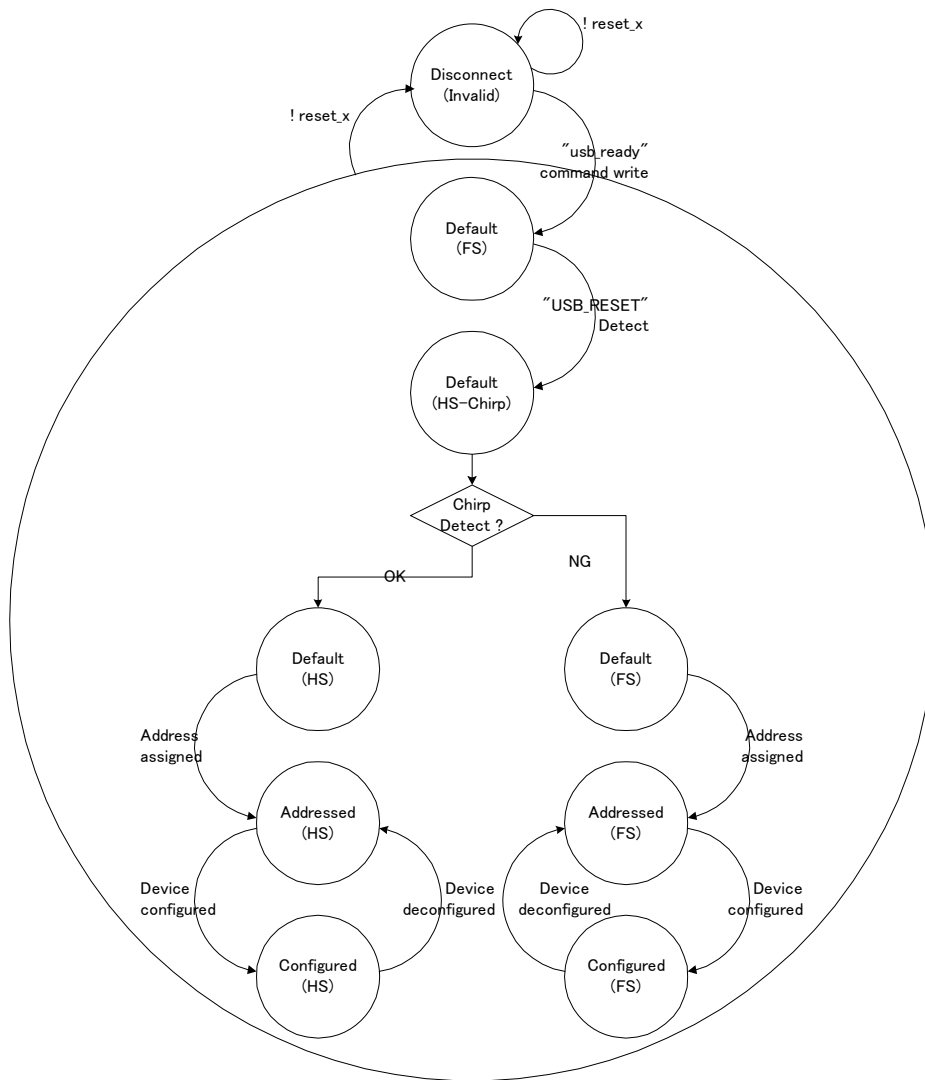 ! reset_x
Disconnect
(Invalid)
! reset_x
"usb_ready"
command write
Default
(FS)
"USB_RESET"
Detect
Default
(HS-Chirp)
Chirp
Detect ?
OK
NG
Default
(HS)
Default
(FS)
Address
assigned
Address
assigned
Addressed
(HS)
Addressed
(FS)
Device
configured
Device
deconfigured
Device
deconfigured
Device
configured
Configured
(HS)
Configured
(FS)